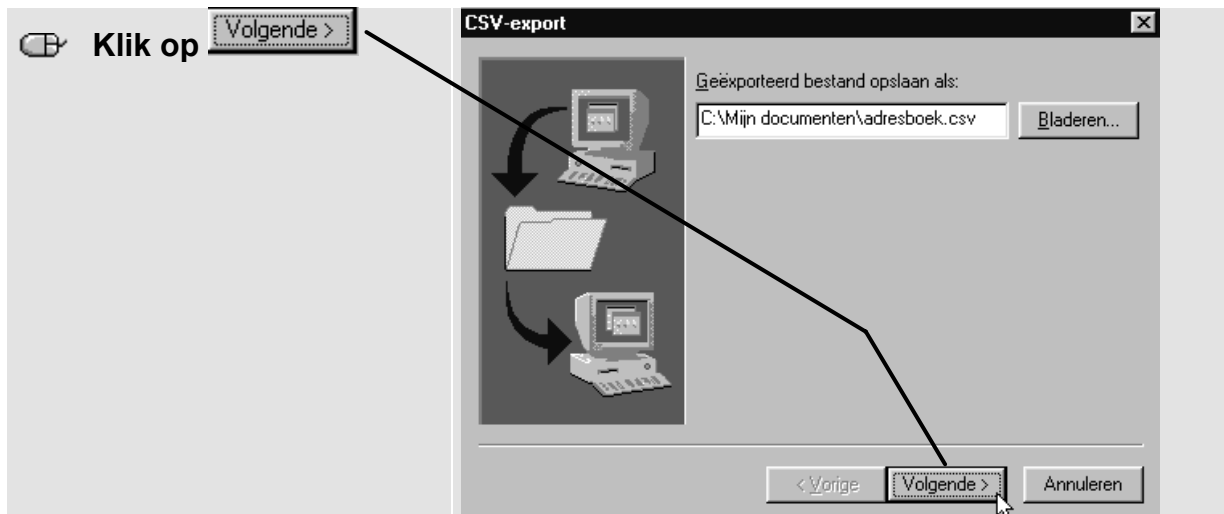 Klik op Volgende >
CSV-export
Geëxporteerd bestand opslaan als:
C:\Mijn documenten\adresboek.csv
Bladeren...
< Vorige
Volgende >
Annuleren